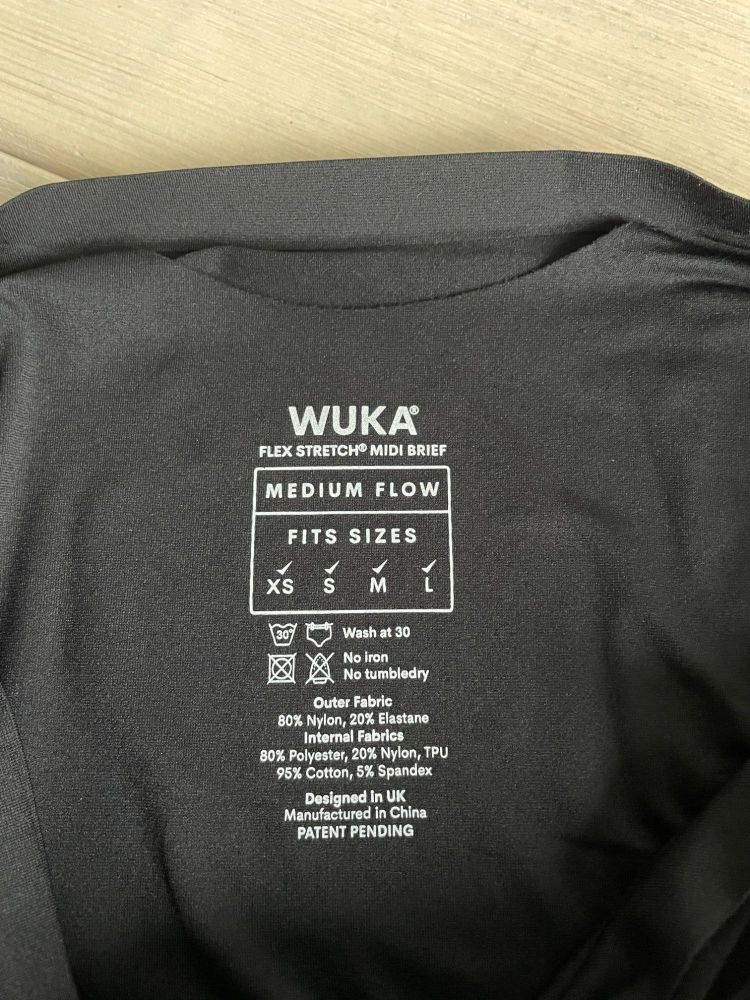 WUKA®
FLEX STRETCH® MIDI BRIEF
MEDIUM FLOW
FITS SIZES
XS S M L
30° Wash at 30
No iron
No tumbledry
Outer Fabric
80% Nylon, 20% Elastane
Internal Fabrics
80% Polyester, 20% Nylon, TPU
95% Cotton, 5% Spandex
Designed in UK
Manufactured in China
PATENT PENDING